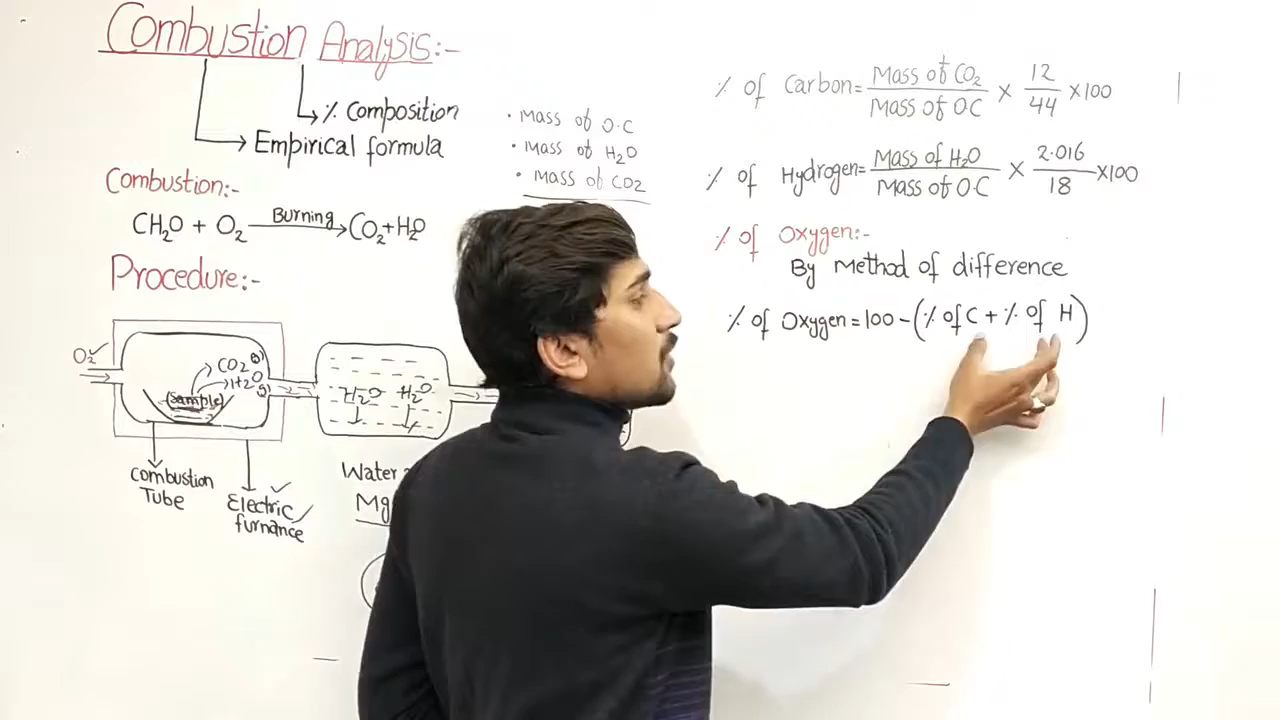 Combustion Analysis:-
% Composition
Empirical formula
• Mass of O.C
• Mass of H2O
• Mass of CO2
Combustion:-
CH2O + O2 Burning CO2+H2O
Procedure:-
O2 ✓
CO2(g)
H2O(g)
Sample
H2O H2O
Combustion
Tube
Electric ✓
furnance
Water
Mg
% of Carbon = Mass of CO2 / Mass of OC × 12/44 ×100
% of Hydrogen = Mass of H2O / Mass of O.C × 2.016/18 ×100
% of Oxygen:-
By Method of difference
% of Oxygen = 100 - (% of C + % of H)